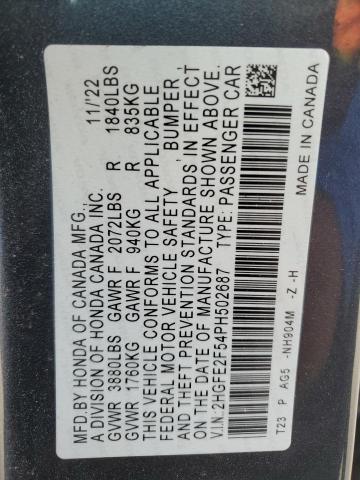 MFD.BY HONDA OF CANADA MFG.,
A DIVISION OF HONDA CANADA INC. 11/'22
GVWR 3880LBS GAWR F 2072LBS R 1840LBS
GVWR 1760KG GAWR F 940KG R 835KG
THIS VEHICLE CONFORMS TO ALL APPLICABLE
FEDERAL MOTOR VEHICLE SAFETY , BUMPER ,
AND THEFT PREVENTION STANDARDS IN EFFECT
ON THE DATE OF MANUFACTURE SHOWN ABOVE.
V.I.N:2HGFE2F54PH502687 TYPE:PASSENGER CAR
T23 P AG5 -NH904M -Z -H MADE IN CANADA